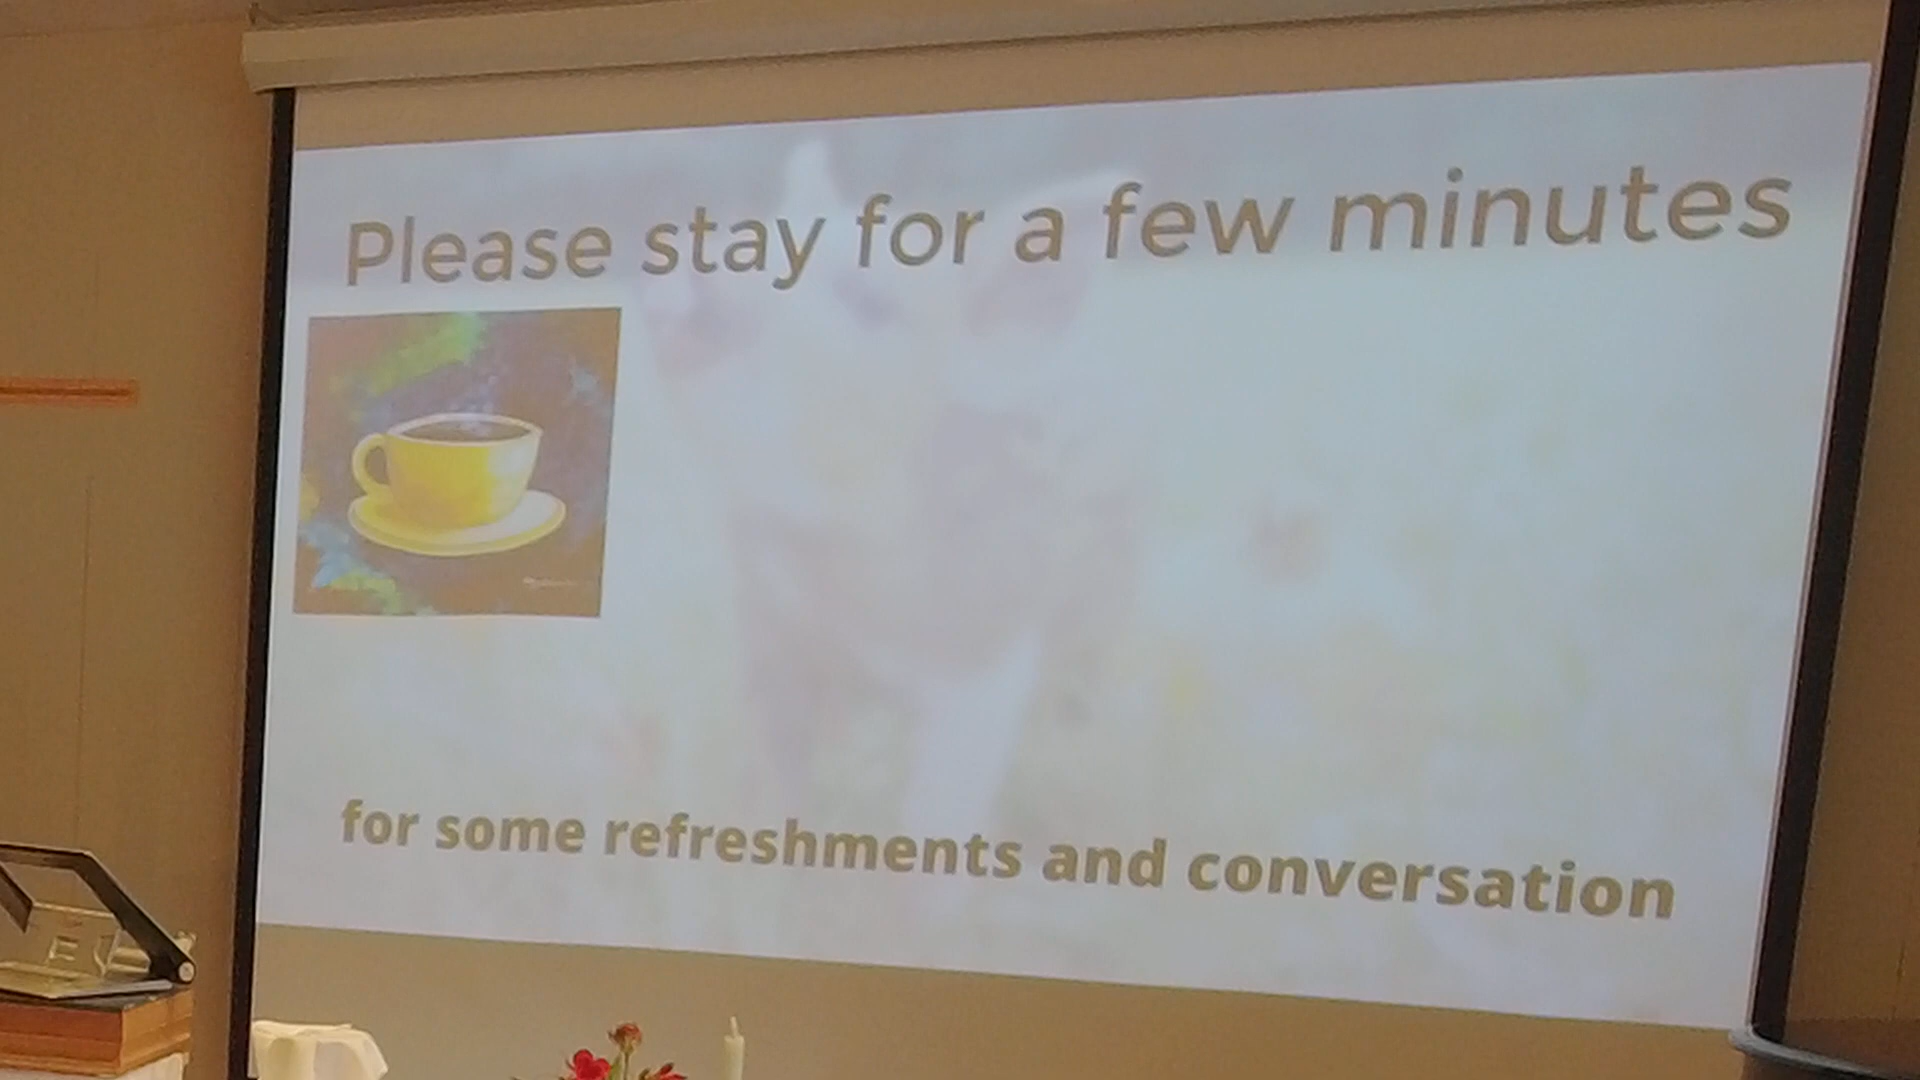 Please stay for a few minutes
for some refreshments and conversation